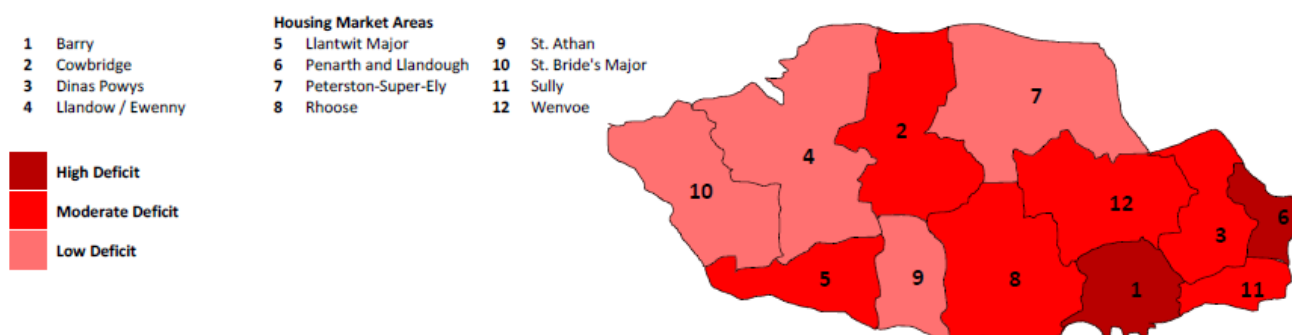 Housing Market Areas
1 Barry
2 Cowbridge
3 Dinas Powys
4 Llandow / Ewenny
5 Llantwit Major
6 Penarth and Llandough
7 Peterston-Super-Ely
8 Rhoose
9 St. Athan
10 St. Bride's Major
11 Sully
12 Wenvoe
High Deficit
Moderate Deficit
Low Deficit
7
2
4
10
12
6
3
5
9
8
1
11